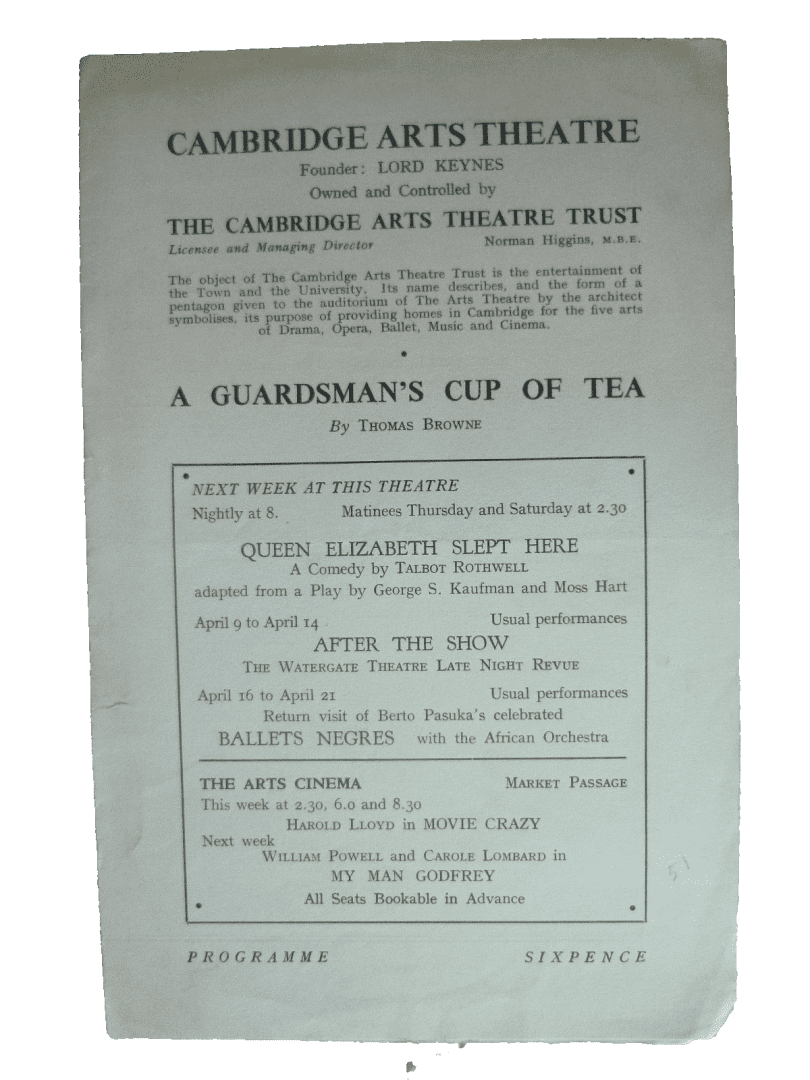 CAMBRIDGE ARTS THEATRE
Founder: LORD KEYNES
Owned and Controlled by
THE CAMBRIDGE ARTS THEATRE TRUST
Licensee and Managing Director Norman Higgins, M.B.E.
The object of The Cambridge Arts Theatre Trust is the entertainment of
the Town and the University. Its name describes, and the form of a
pentagon given to the auditorium of The Arts Theatre by the architect
symbolises, its purpose of providing homes in Cambridge for the five arts
of Drama, Opera, Ballet, Music and Cinema.
A GUARDSMAN'S CUP OF TEA
By THOMAS BROWNE
NEXT WEEK AT THIS THEATRE
Nightly at 8. Matinees Thursday and Saturday at 2.30
QUEEN ELIZABETH SLEPT HERE
A Comedy by TALBOT ROTHWELL
adapted from a Play by George S. Kaufman and Moss Hart
April 9 to April 14 Usual performances
AFTER THE SHOW
THE WATERGATE THEATRE LATE NIGHT REVUE
April 16 to April 21 Usual performances
Return visit of Berto Pasuka's celebrated
BALLETS NEGRES with the African Orchestra
THE ARTS CINEMA MARKET PASSAGE
This week at 2.30, 6.0 and 8.30
HAROLD LLOYD in MOVIE CRAZY
Next week
WILLIAM POWELL and CAROLE LOMBARD in
MY MAN GODFREY
All Seats Bookable in Advance
51
PROGRAMME SIXPENCE